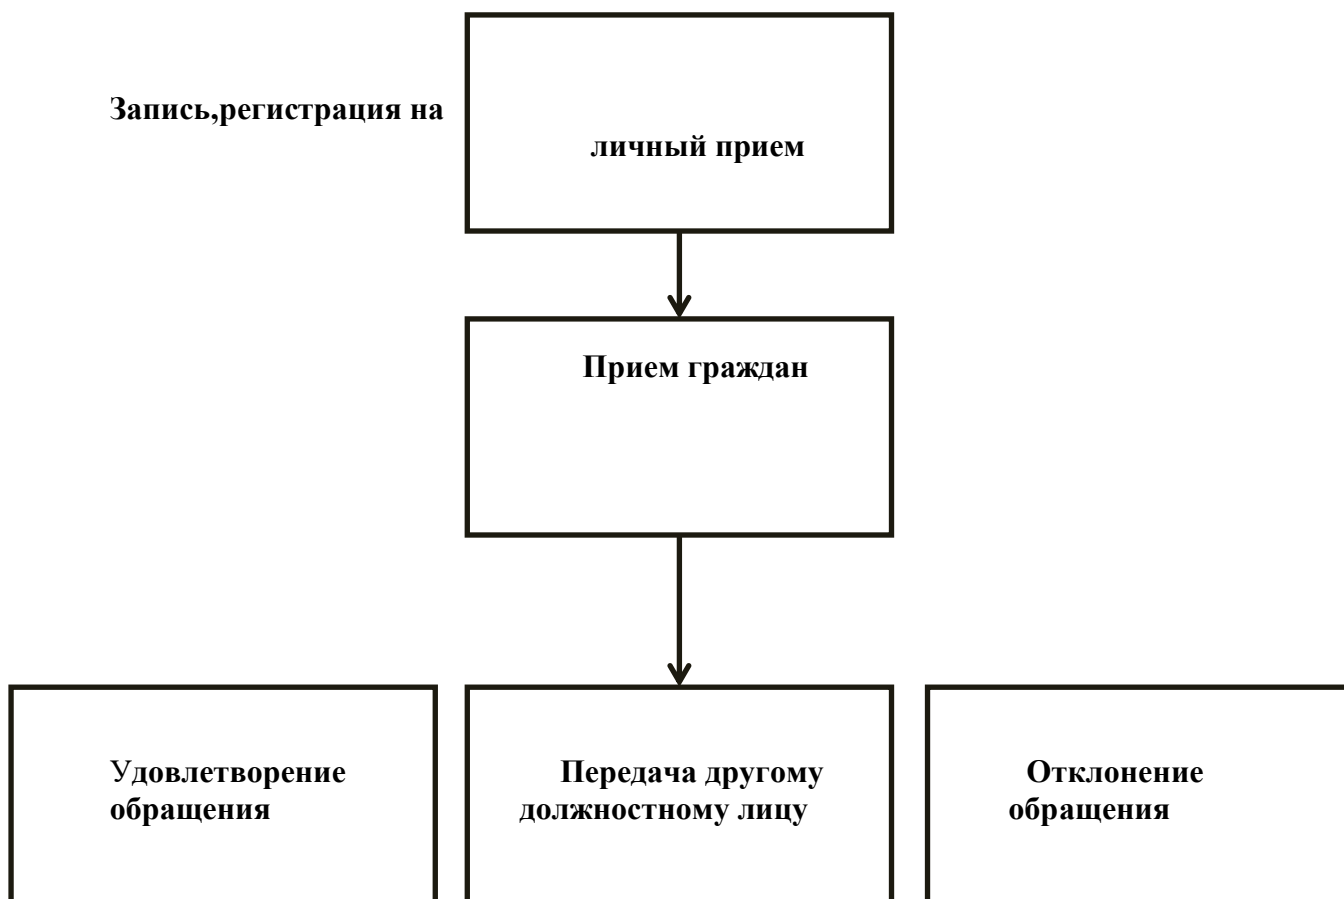 Запись,регистрация на
личный прием
Прием граждан
Удовлетворение
обращения
Передача другому
должностному лицу
Отклонение
обращения